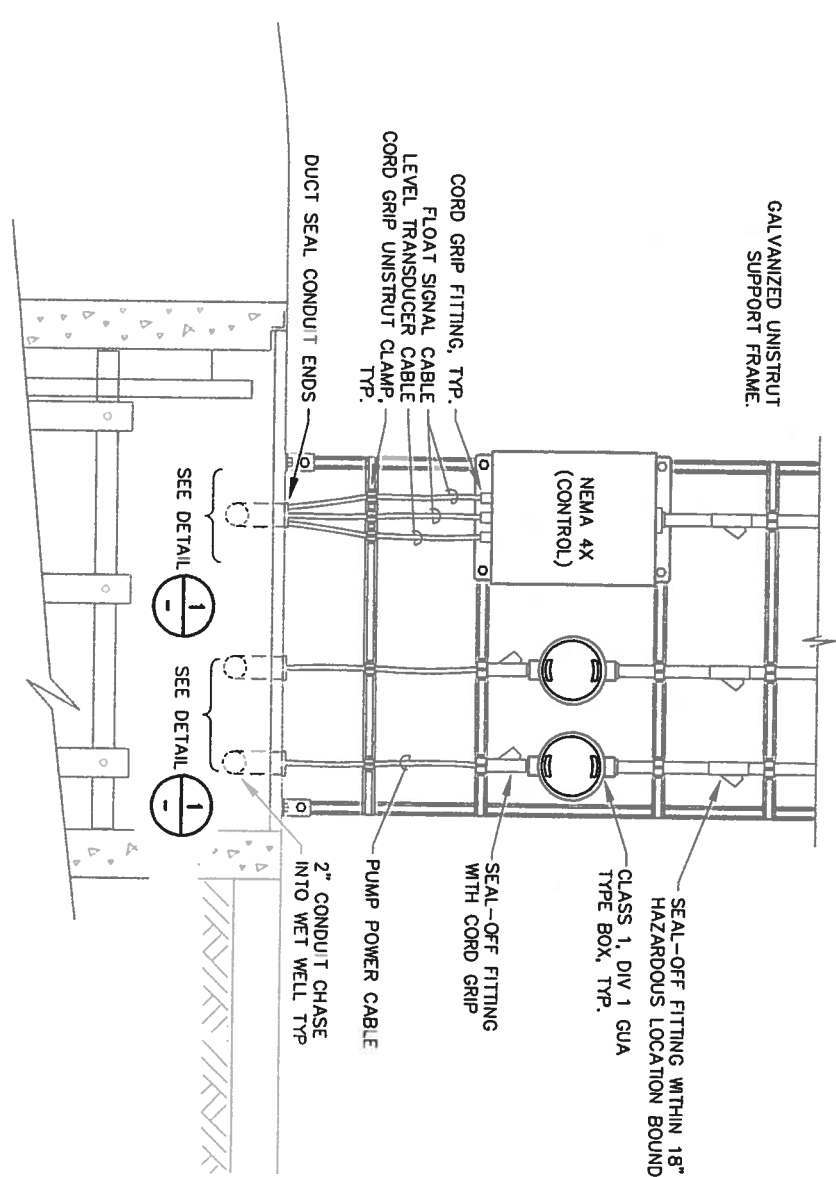 GALVANIZED UNISTRUT
SUPPORT FRAME.
CORD GRIP FITTING, TYP.
FLOAT SIGNAL CABLE
LEVEL TRANSDUCER CABLE
CORD GRIP UNISTRUT CLAMP,
TYP.
DUCT SEAL CONDUIT ENDS
NEMA 4X
(CONTROL)
SEE DETAIL
1
-
SEE DETAIL
1
-
SEAL-OFF FITTING WITHIN 18"
HAZARDOUS LOCATION BOUND
CLASS 1, DIV 1 GUA
TYPE BOX, TYP.
SEAL-OFF FITTING
WITH CORD GRIP
PUMP POWER CABLE
2" CONDUIT CHASE
INTO WET WELL TYP